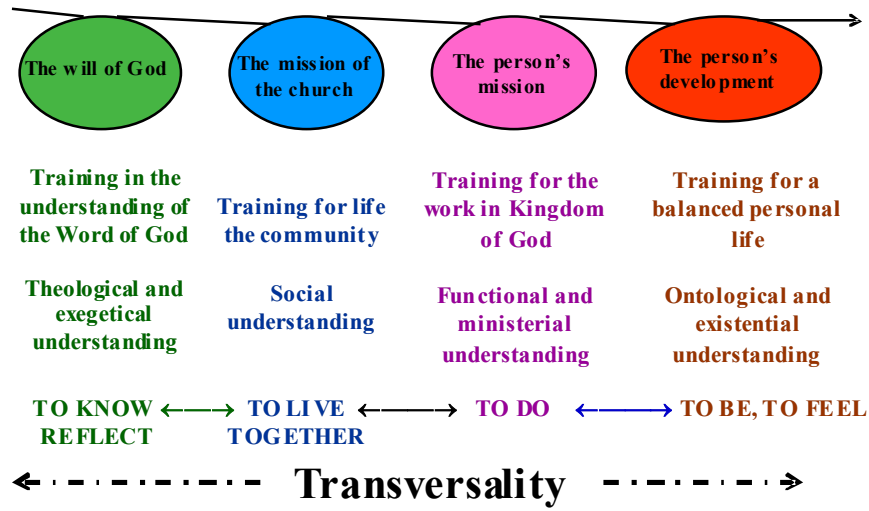 The will of God
The mission of
the church
The person's
mission
The person's
development
Training in the
understanding of
the Word of God
Training for life
the community
Training for the
work in Kingdom
of God
Training for a
balanced personal
life
Theological and
exegetical
understanding
Social
understanding
Functional and
ministerial
understanding
Ontological and
existential
understanding
TO KNOW
REFLECT
TO LIVE
TOGETHER
TO DO
TO BE, TO FEEL
Transversality